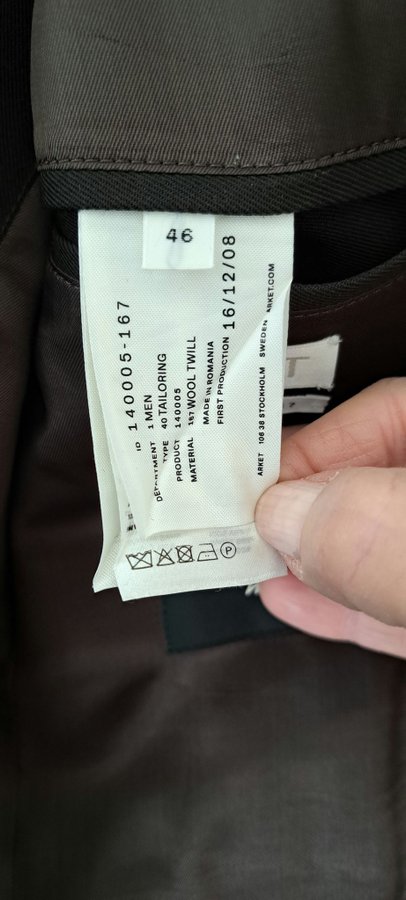 46
ID 140005-167
DEPARTMENT 1 MEN
TYPE 40 TAILORING
PRODUCT 140005
MATERIAL 167 WOOL TWILL
MADE IN ROMANIA
FIRST PRODUCTION 16/12/08
ARKET 106 38 STOCKHOLM SWEDEN ARKET.COM
P
T